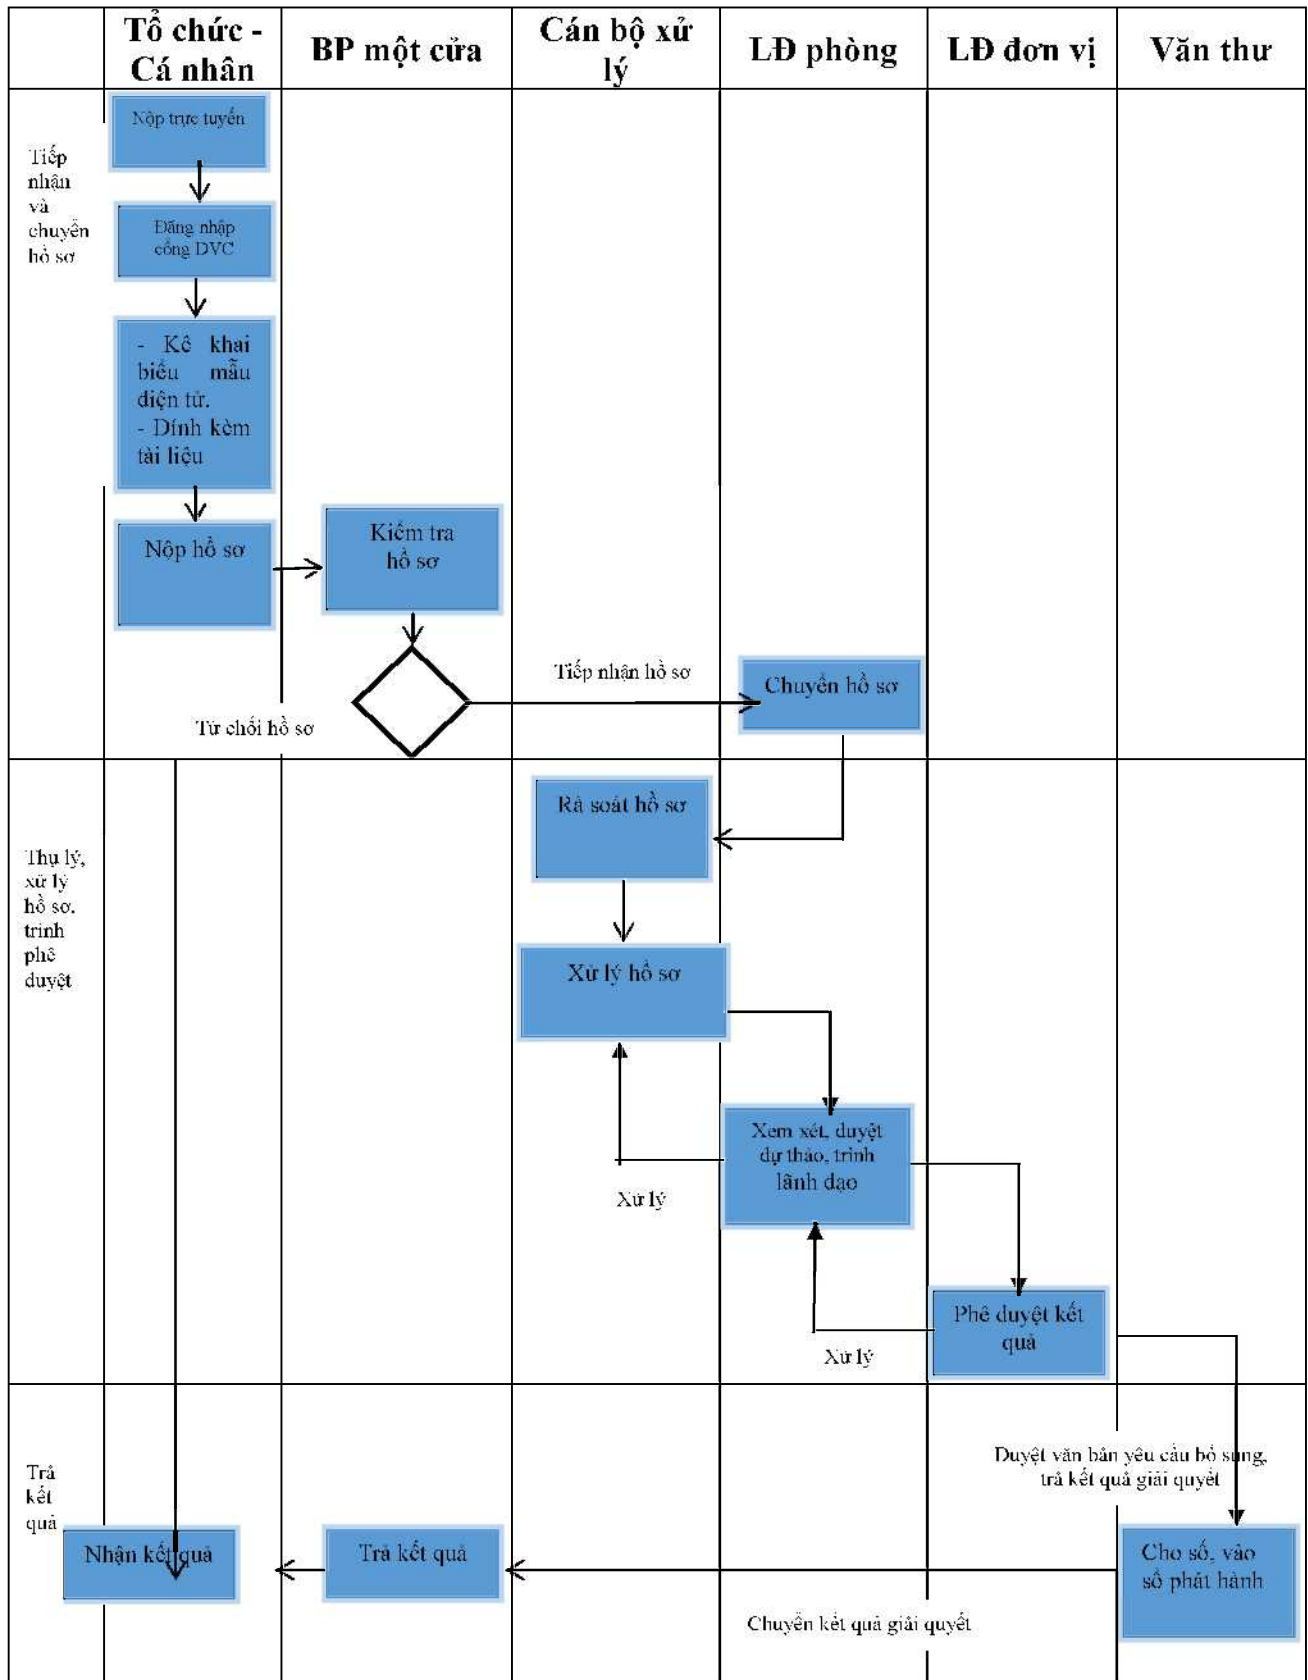 Tổ chức -
Cá nhân
BP một cửa
Cán bộ xử
lý
LĐ phòng
LĐ đơn vị
Văn thư
Tiếp
nhận
và
chuyển
hồ sơ
Nộp trực tuyến
Đăng nhập
cổng DVC
- Kê khai
biểu mẫu
điện tử.
- Đính kèm
tài liệu
Nộp hồ sơ
Kiểm tra
hồ sơ
Tiếp nhận hồ sơ
Chuyển hồ sơ
Từ chối hồ sơ
Thụ lý,
xử lý
hồ sơ.
trình
phê
duyệt
Rà soát hồ sơ
Xử lý hồ sơ
Xem xét, duyệt
dự thảo, trình
lãnh đạo
Xử lý
Phê duyệt kết
quả
Xử lý
Trả
kết
quả
Duyệt văn bản yêu cầu bổ sung,
trả kết quả giải quyết
Nhận kết quả
Trả kết quả
Cho số, vào
sổ phát hành
Chuyển kết quả giải quyết